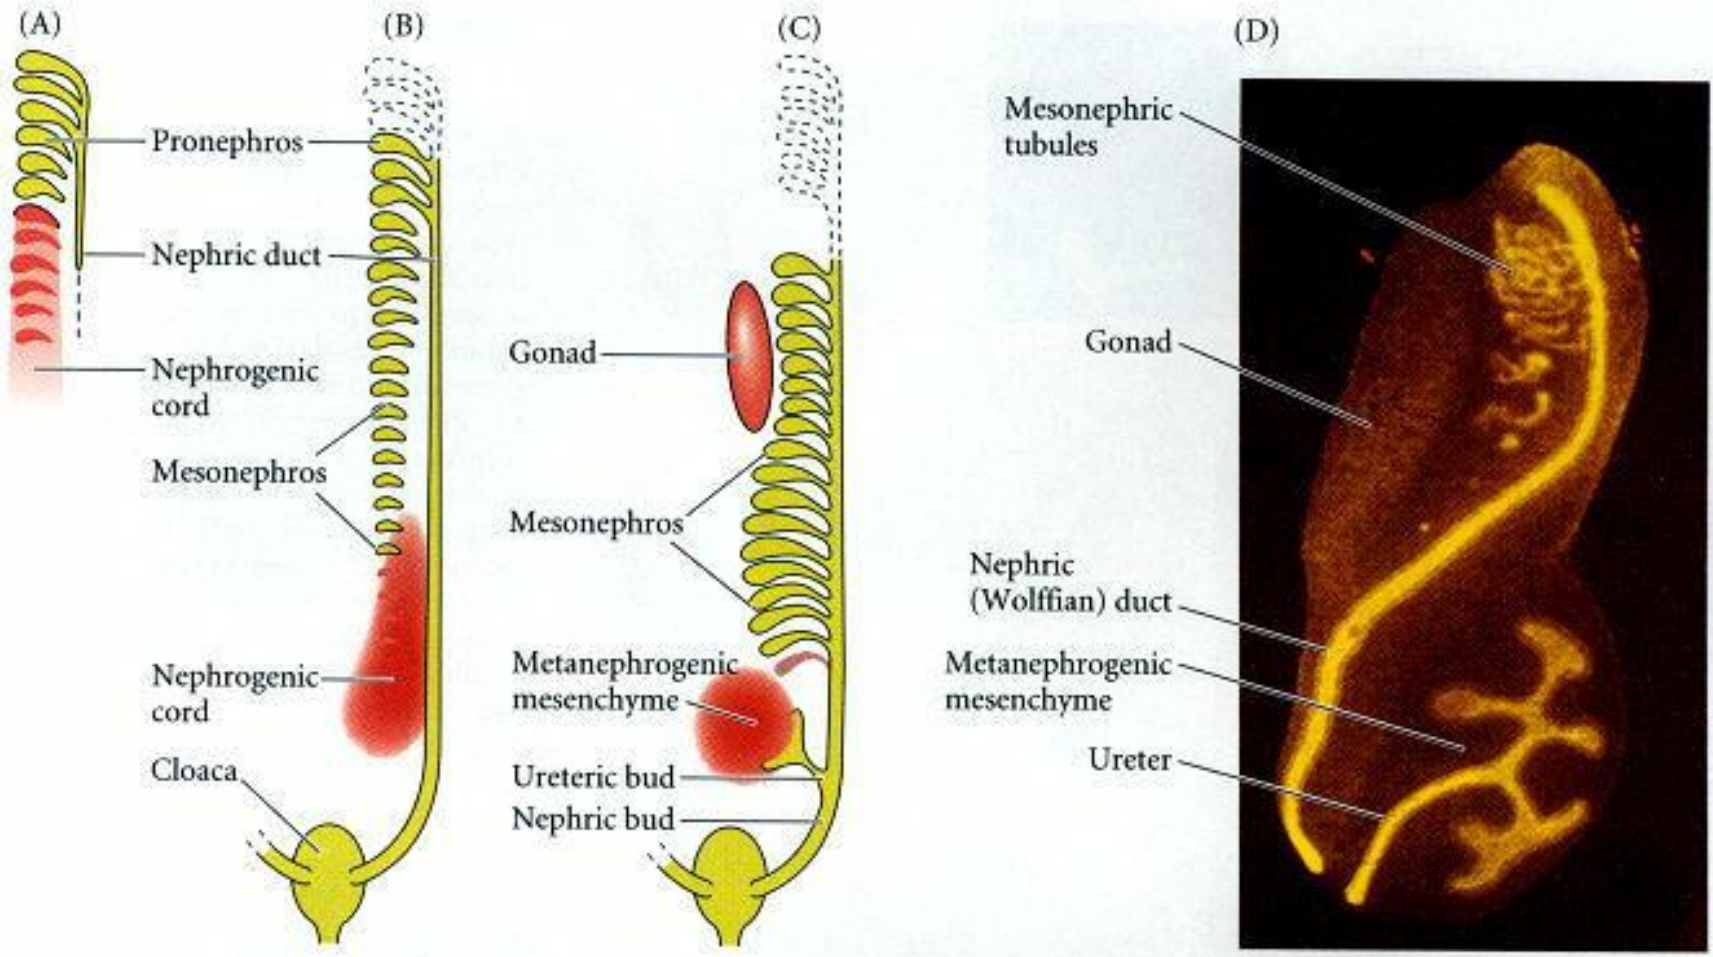 (A)
(B)
(C)
(D)
Pronephros
Nephric duct
Nephrogenic
cord
Mesonephros
Nephrogenic
cord
Cloaca
Gonad
Mesonephros
Metanephrogenic
mesenchyme
Ureteric bud
Nephric bud
Mesonephric
tubules
Gonad
Nephric
(Wolffian) duct
Metanephrogenic
mesenchyme
Ureter